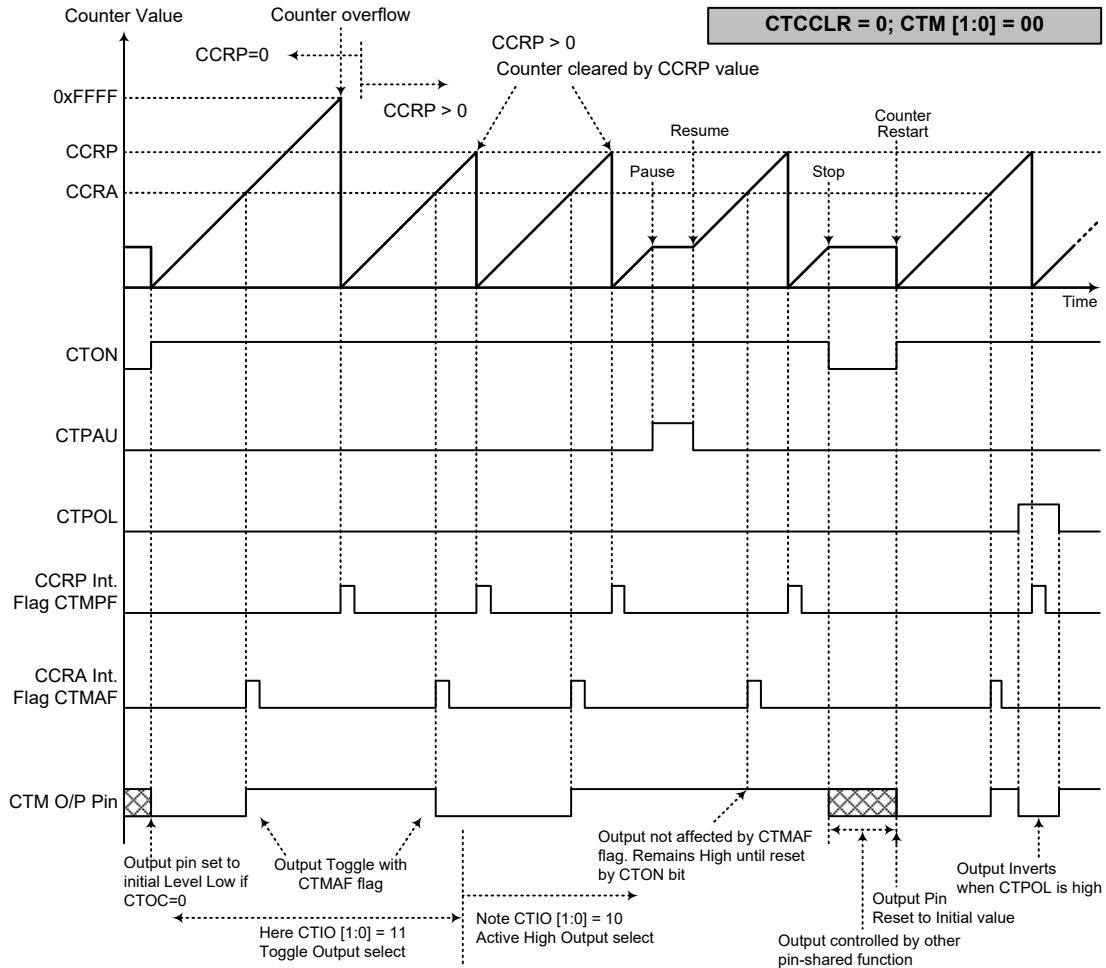 Counter Value
Counter overflow
CTCCLR = 0; CTM [1:0] = 00
CCRP=0
CCRP > 0
CCRP > 0
Counter cleared by CCRP value
0xFFFF
CCRP
CCRA
Pause
Resume
Stop
Counter
Restart
Time
CTON
CTPAU
CTPOL
CCRP Int.
Flag CTMPF
CCRA Int.
Flag CTMAF
CTM O/P Pin
Output pin set to
initial Level Low if
CTOC=0
Output Toggle with
CTMAF flag
Here CTIO [1:0] = 11
Toggle Output select
Note CTIO [1:0] = 10
Active High Output select
Output not affected by CTMAF
flag. Remains High until reset
by CTON bit
Output controlled by other
pin-shared function
Output Pin
Reset to Initial value
Output Inverts
when CTPOL is high